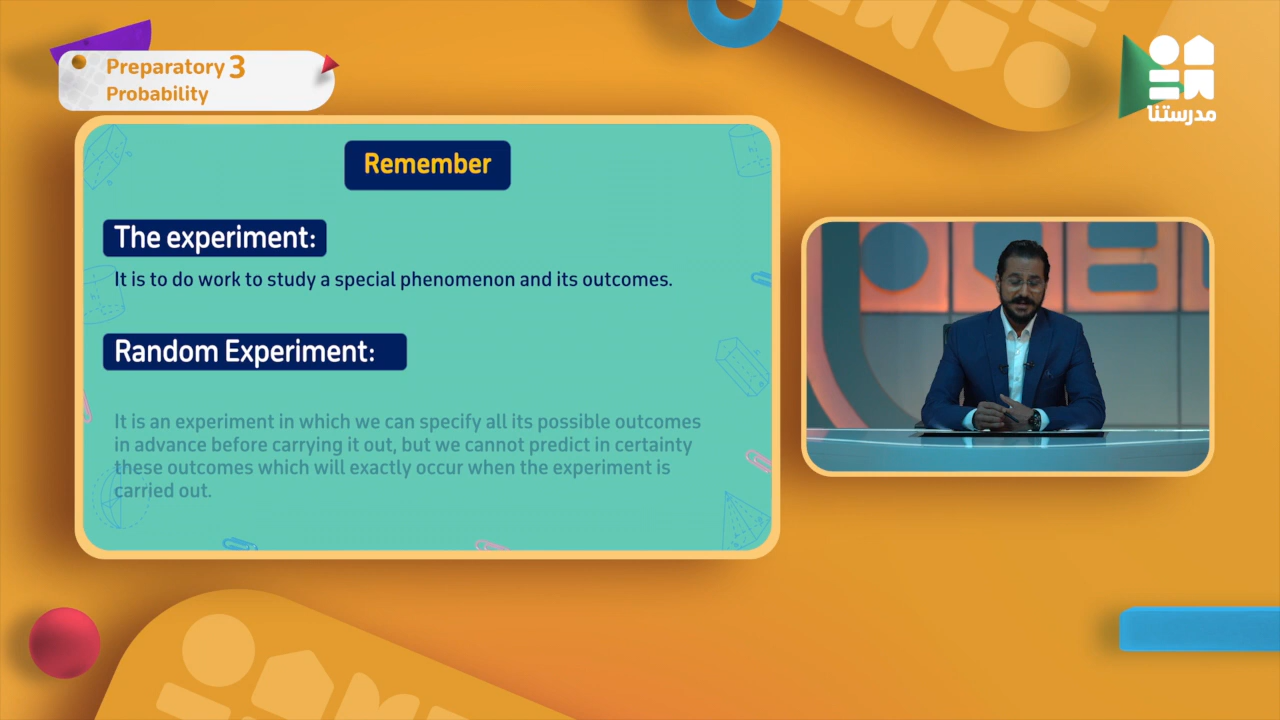 Preparatory 3
Probability
مدرستنا
Remember
The experiment:
It is to do work to study a special phenomenon and its outcomes.
Random Experiment:
It is an experiment in which we can specify all its possible outcomes
in advance before carrying it out, but we cannot predict in certainty
these outcomes which will exactly occur when the experiment is
carried out.